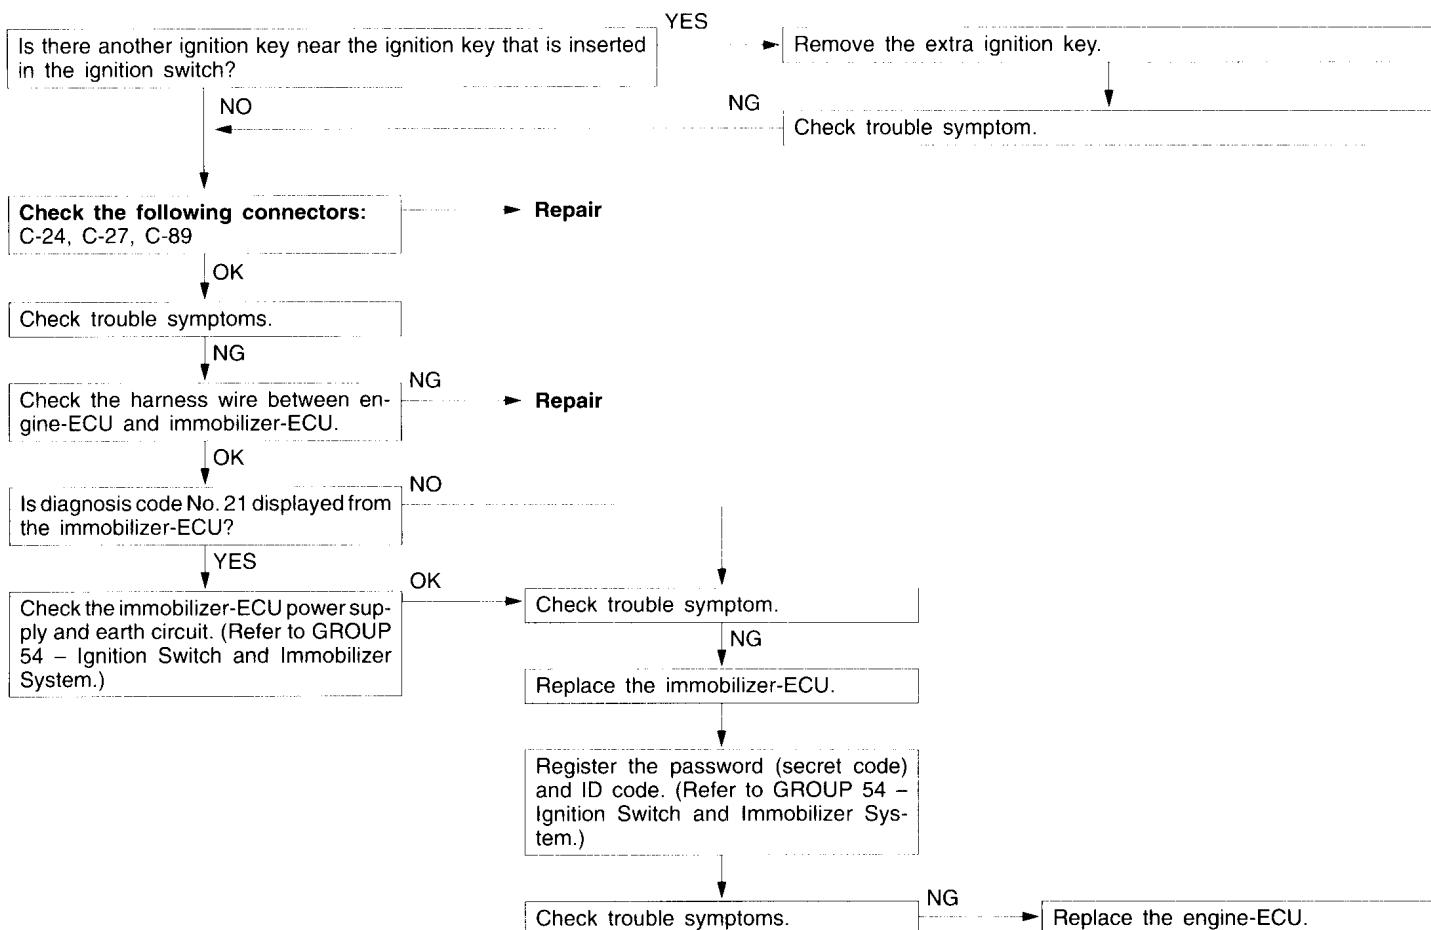 YES
Is there another ignition key near the ignition key that is inserted
in the ignition switch?
Remove the extra ignition key.
NO
NG
Check trouble symptom.
Check the following connectors:
C-24, C-27, C-89
Repair
OK
Check trouble symptoms.
NG
Check the harness wire between en-
gine-ECU and immobilizer-ECU.
NG
Repair
OK
Is diagnosis code No. 21 displayed from
the immobilizer-ECU?
NO
YES
Check the immobilizer-ECU power sup-
ply and earth circuit. (Refer to GROUP
54 – Ignition Switch and Immobilizer
System.)
OK
Check trouble symptom.
NG
Replace the immobilizer-ECU.
Register the password (secret code)
and ID code. (Refer to GROUP 54 –
Ignition Switch and Immobilizer Sys-
tem.)
Check trouble symptoms.
NG
Replace the engine-ECU.